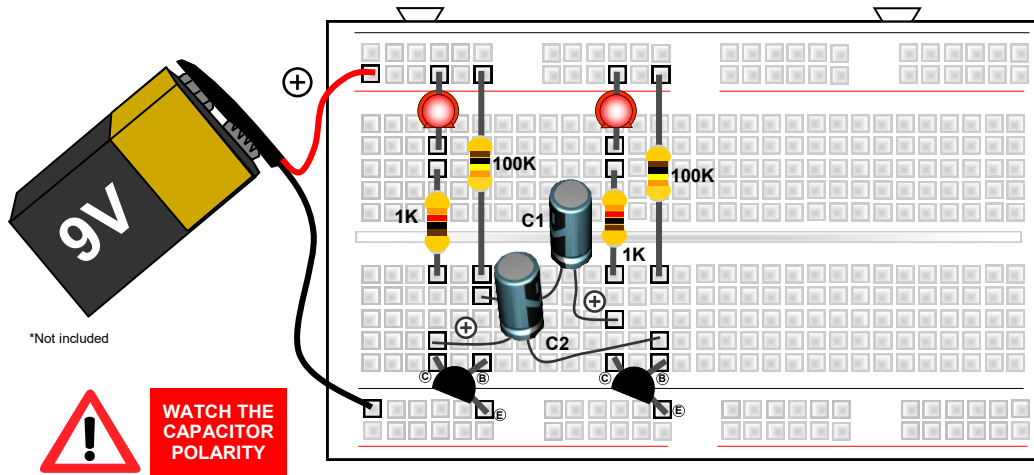 9V
100K
100K
1K
C1
1K
C2
*Not included
C
B
E
C
B
E
WATCH THE
CAPACITOR
POLARITY
!